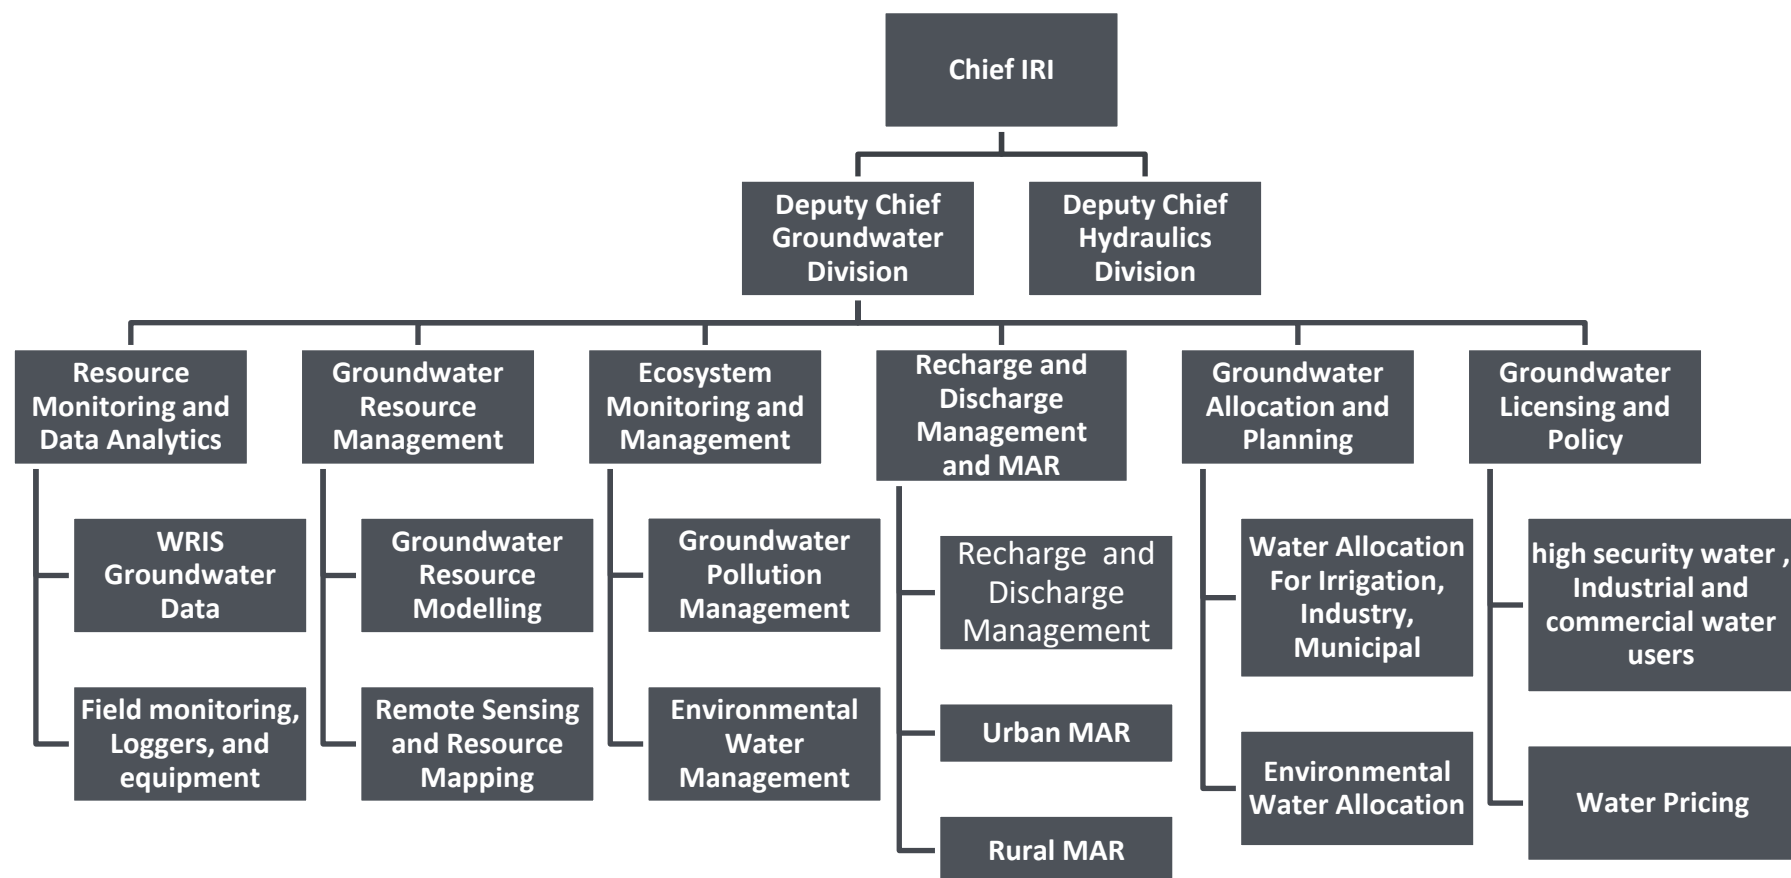 Chief IRI
Deputy Chief
Groundwater
Division
Deputy Chief
Hydraulics
Division
Resource
Monitoring and
Data Analytics
WRIS
Groundwater
Data
Field monitoring,
Loggers, and
equipment
Groundwater
Resource
Management
Groundwater
Resource
Modelling
Remote Sensing
and Resource
Mapping
Ecosystem
Monitoring and
Management
Groundwater
Pollution
Management
Environmental
Water
Management
Recharge and
Discharge
Management
and MAR
Recharge  and
Discharge
Management
Urban MAR
Rural MAR
Groundwater
Allocation and
Planning
Water Allocation
For Irrigation,
Industry,
Municipal
Environmental
Water Allocation
Groundwater
Licensing and
Policy
high security water ,
Industrial and
commercial water
users
Water Pricing